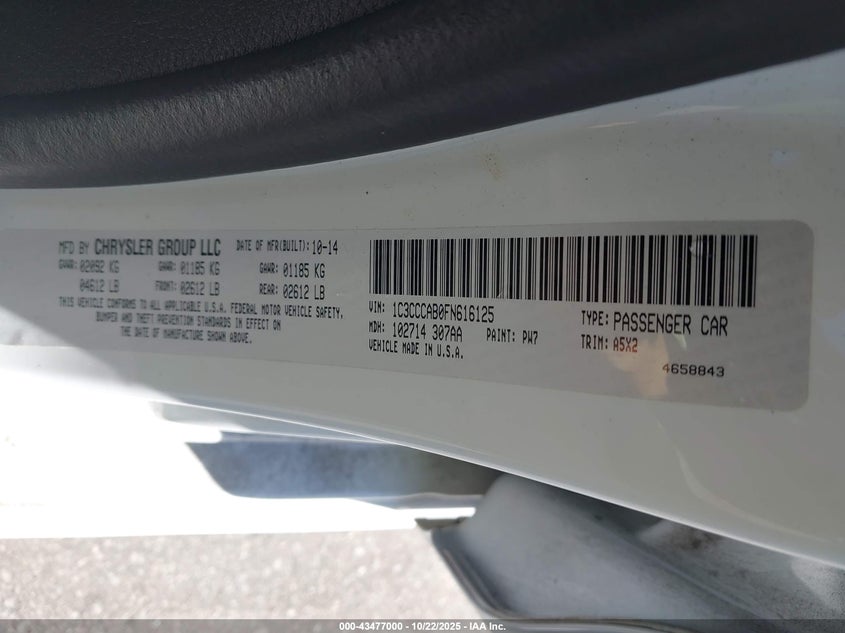 MFD BY CHRYSLER GROUP LLC DATE OF MFR(BUILT): 10-14
GAWR: 02092 KG GAWR: 01185 KG GAWR: 01185 KG
04612 LB FRONT: 02612 LB REAR: 02612 LB
THIS VEHICLE CONFORMS TO ALL APPLICABLE U.S.A. FEDERAL MOTOR VEHICLE SAFETY.
BUMPER AND THEFT PREVENTION STANDARDS IN EFFECT ON
THE DATE OF MANUFACTURE SHOWN ABOVE.
VIN: 1C3CCCAB0FN616125
MDH: 102714 307AA PAINT: PW7
VEHICLE MADE IN U.S.A.
TYPE: PASSENGER CAR
TRIM: A5X2
4658843
000-43477000 - 10/22/2025 - IAA Inc.